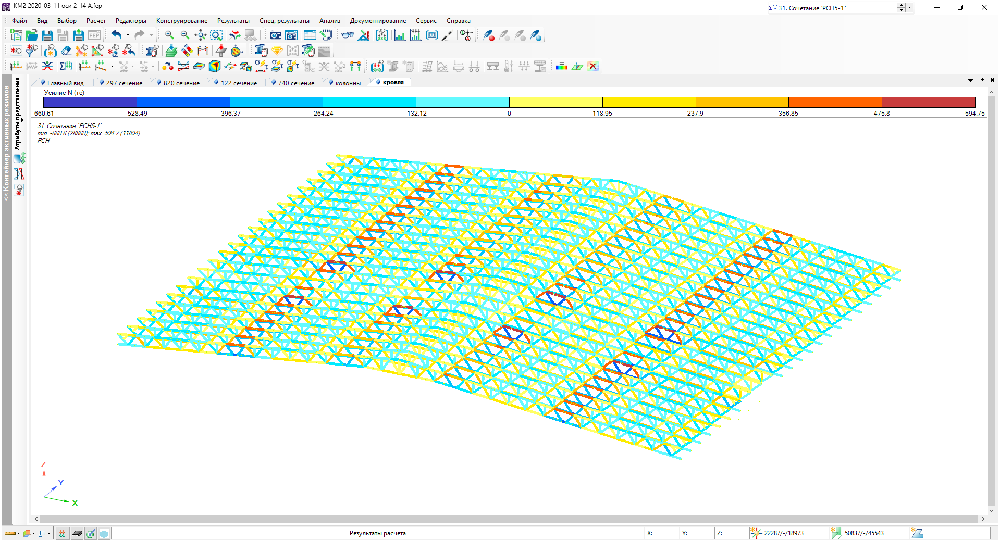 КМ2 2020-03-11 оси 2-14 А.fep
31. Сочетание `РСН5-1`
Файл Вид Выбор Расчет Редакторы Конструирование Результаты Спец. результаты Анализ Документирование Сервис Справка
FEP
Главный вид 297 сечение 820 сечение 122 сечение 740 сечение колонны кровля
<< Контейнер активных режимов
Атрибуты представления
Усилие N (тс)
-660.61 -528.49 -396.37 -264.24 -132.12 0 118.95 237.9 356.85 475.8 594.75
31. Сочетание `РСН5-1`
min=-660.6 (28860); max=594.7 (11894)
РСН
Z
Y
X
Результаты расчета X: Y: Z: 22287/-/18973 50837/-/45543